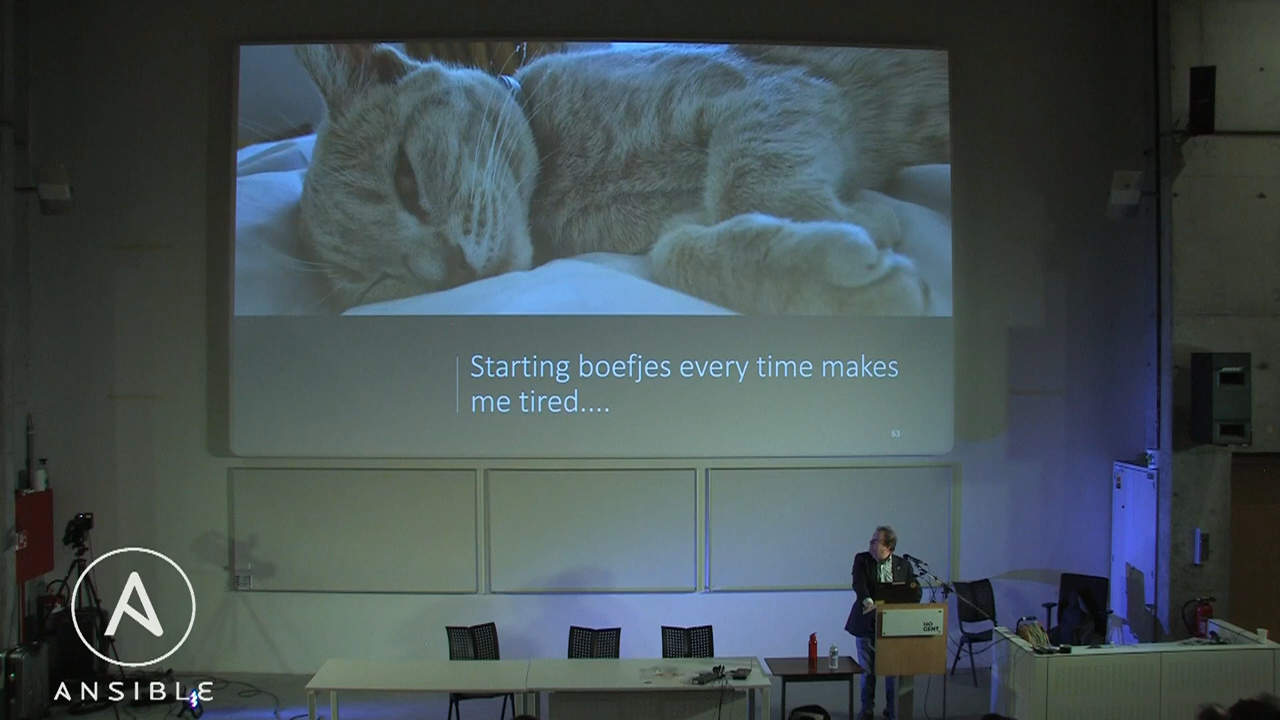 Starting boefjes every time makes
me tired....
63
HO
GENT
ANSIBLE